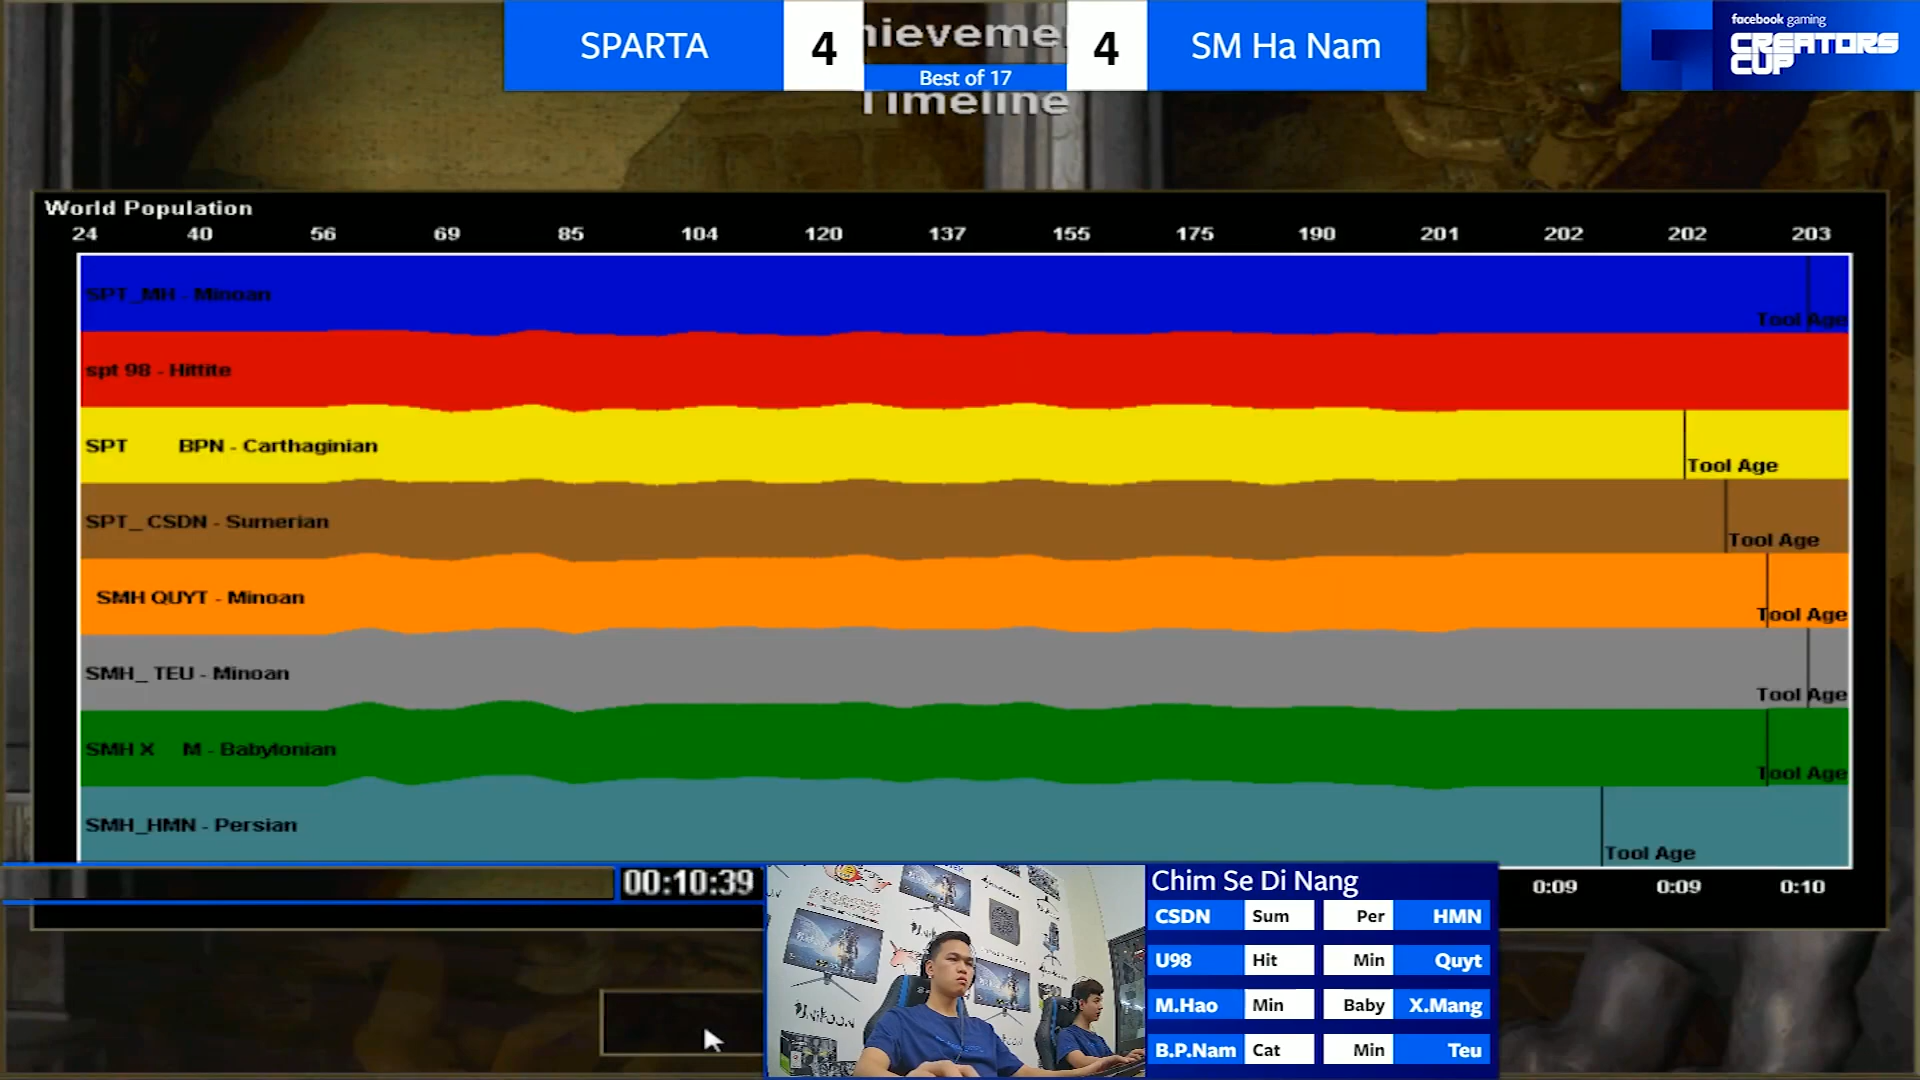 SPARTA 4 4 SM Ha Nam
Best of 17
Timeline
facebook gaming
CREATORS
CUP
World Population
24 40 56 69 85 104 120 137 155 175 190 201 202 202 203
SPT_MH - Minoan
Tool Age
spt 98 - Hittite
SPT BPN - Carthaginian
Tool Age
SPT_ CSDN - Sumerian
Tool Age
SMH QUYT - Minoan
Tool Age
SMH_ TEU - Minoan
Tool Age
SMH X M - Babylonian
Tool Age
SMH_HMN - Persian
Tool Age
00:10:39
0:09 0:09 0:10
Chim Se Di Nang
CSDN Sum Per HMN
U98 Hit Min Quyt
M.Hao Min Baby X.Mang
B.P.Nam Cat Min Teu